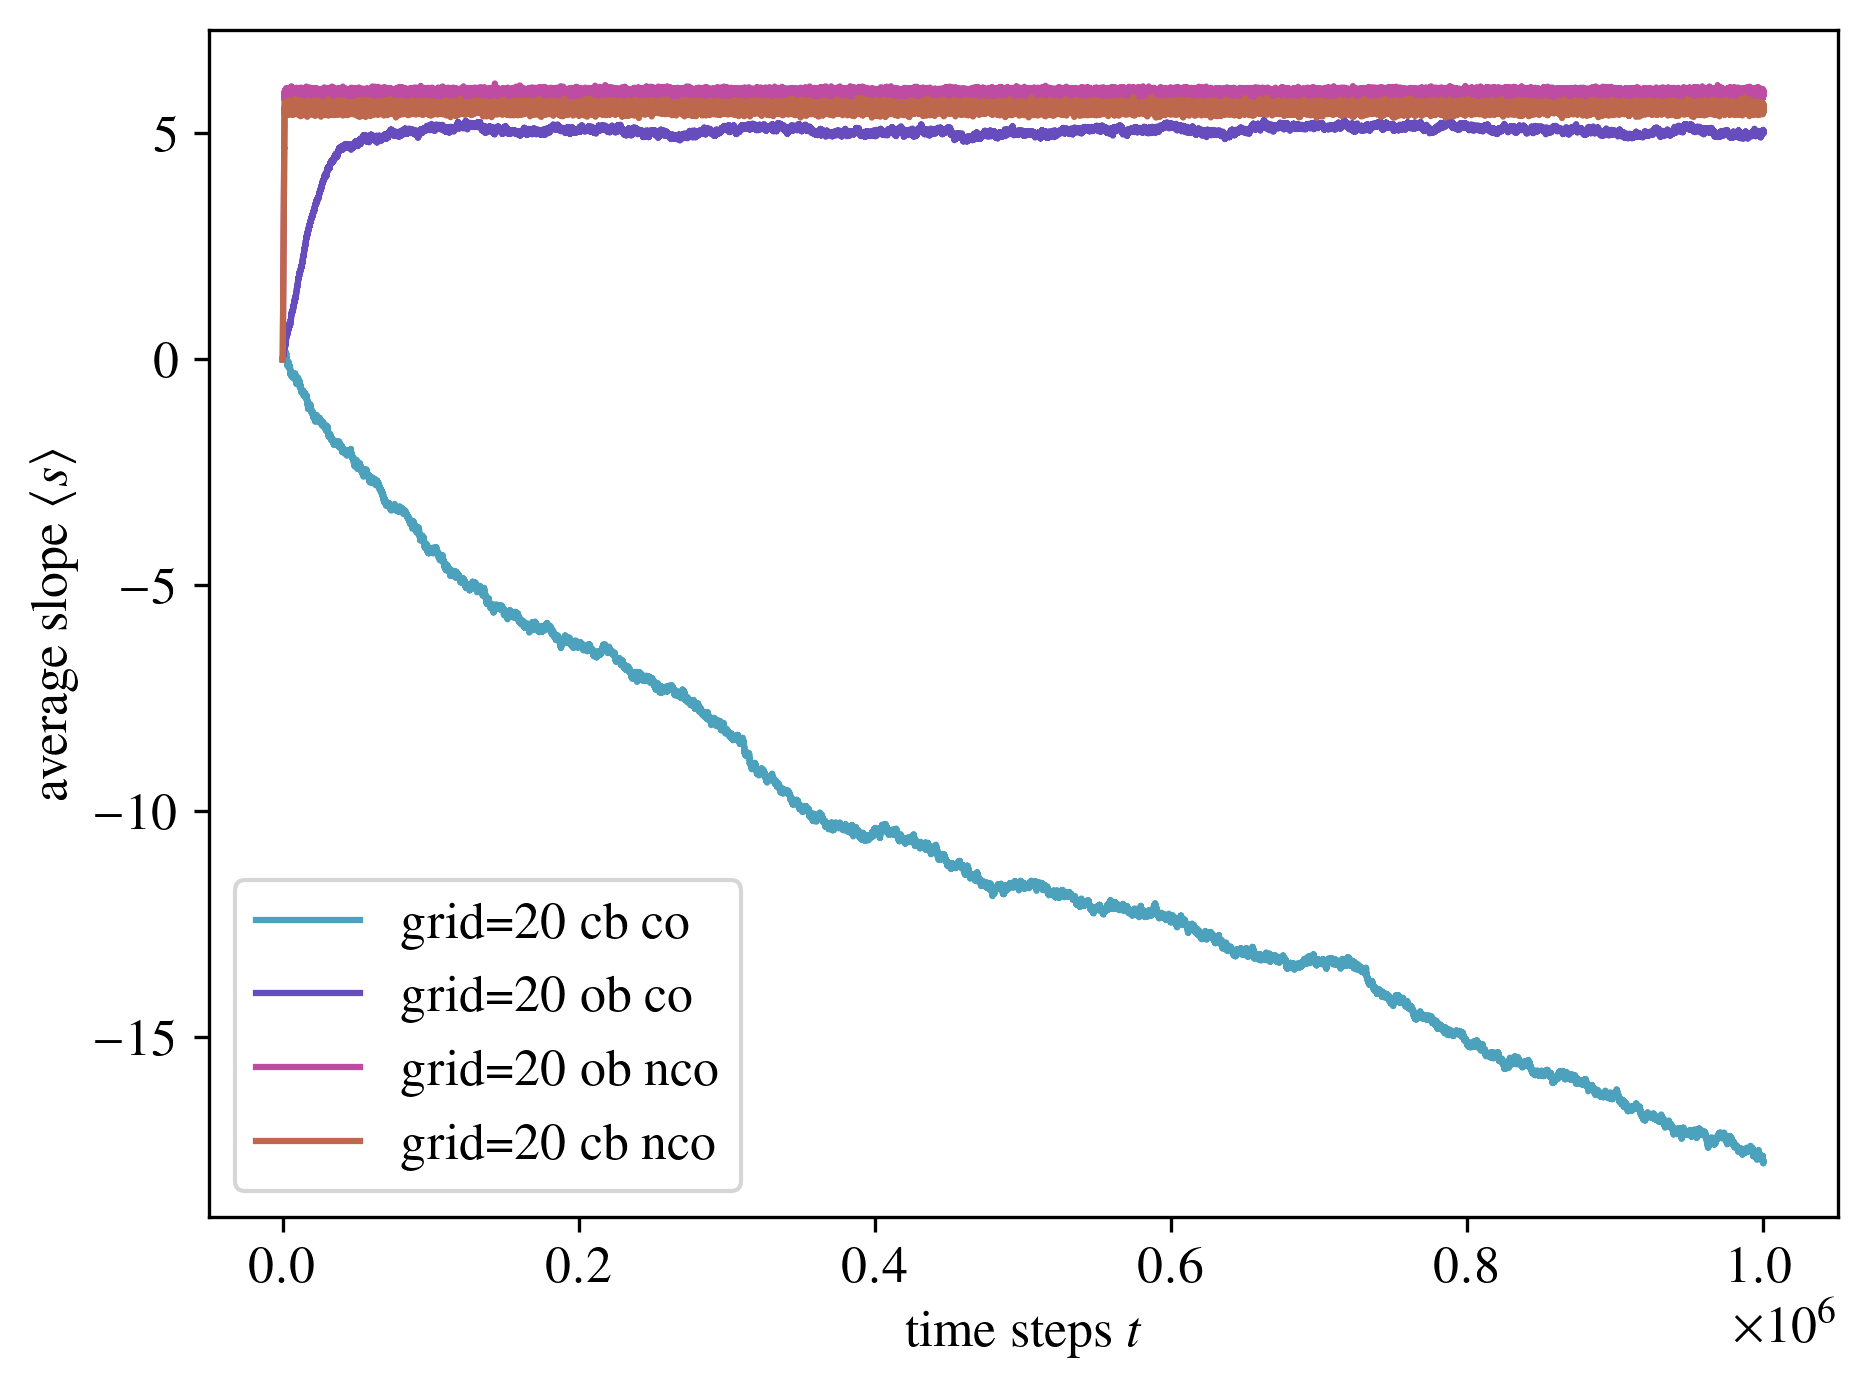 average slope ⟨s⟩
5
0
−5
−10
−15
grid=20 cb co
grid=20 ob co
grid=20 ob nco
grid=20 cb nco
0.0 0.2 0.4 0.6 0.8 1.0
time steps t
×10⁶